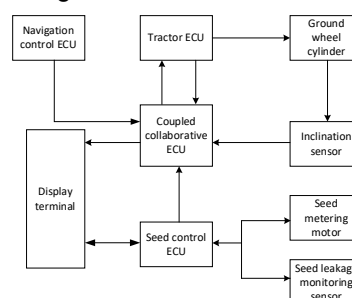 Navigation
control ECU
Tractor ECU
Ground
wheel
cylinder
Coupled
collaborative
ECU
Inclination
sensor
Display
terminal
Seed
metering
motor
Seed control
ECU
Seed leakage
monitoring
sensor